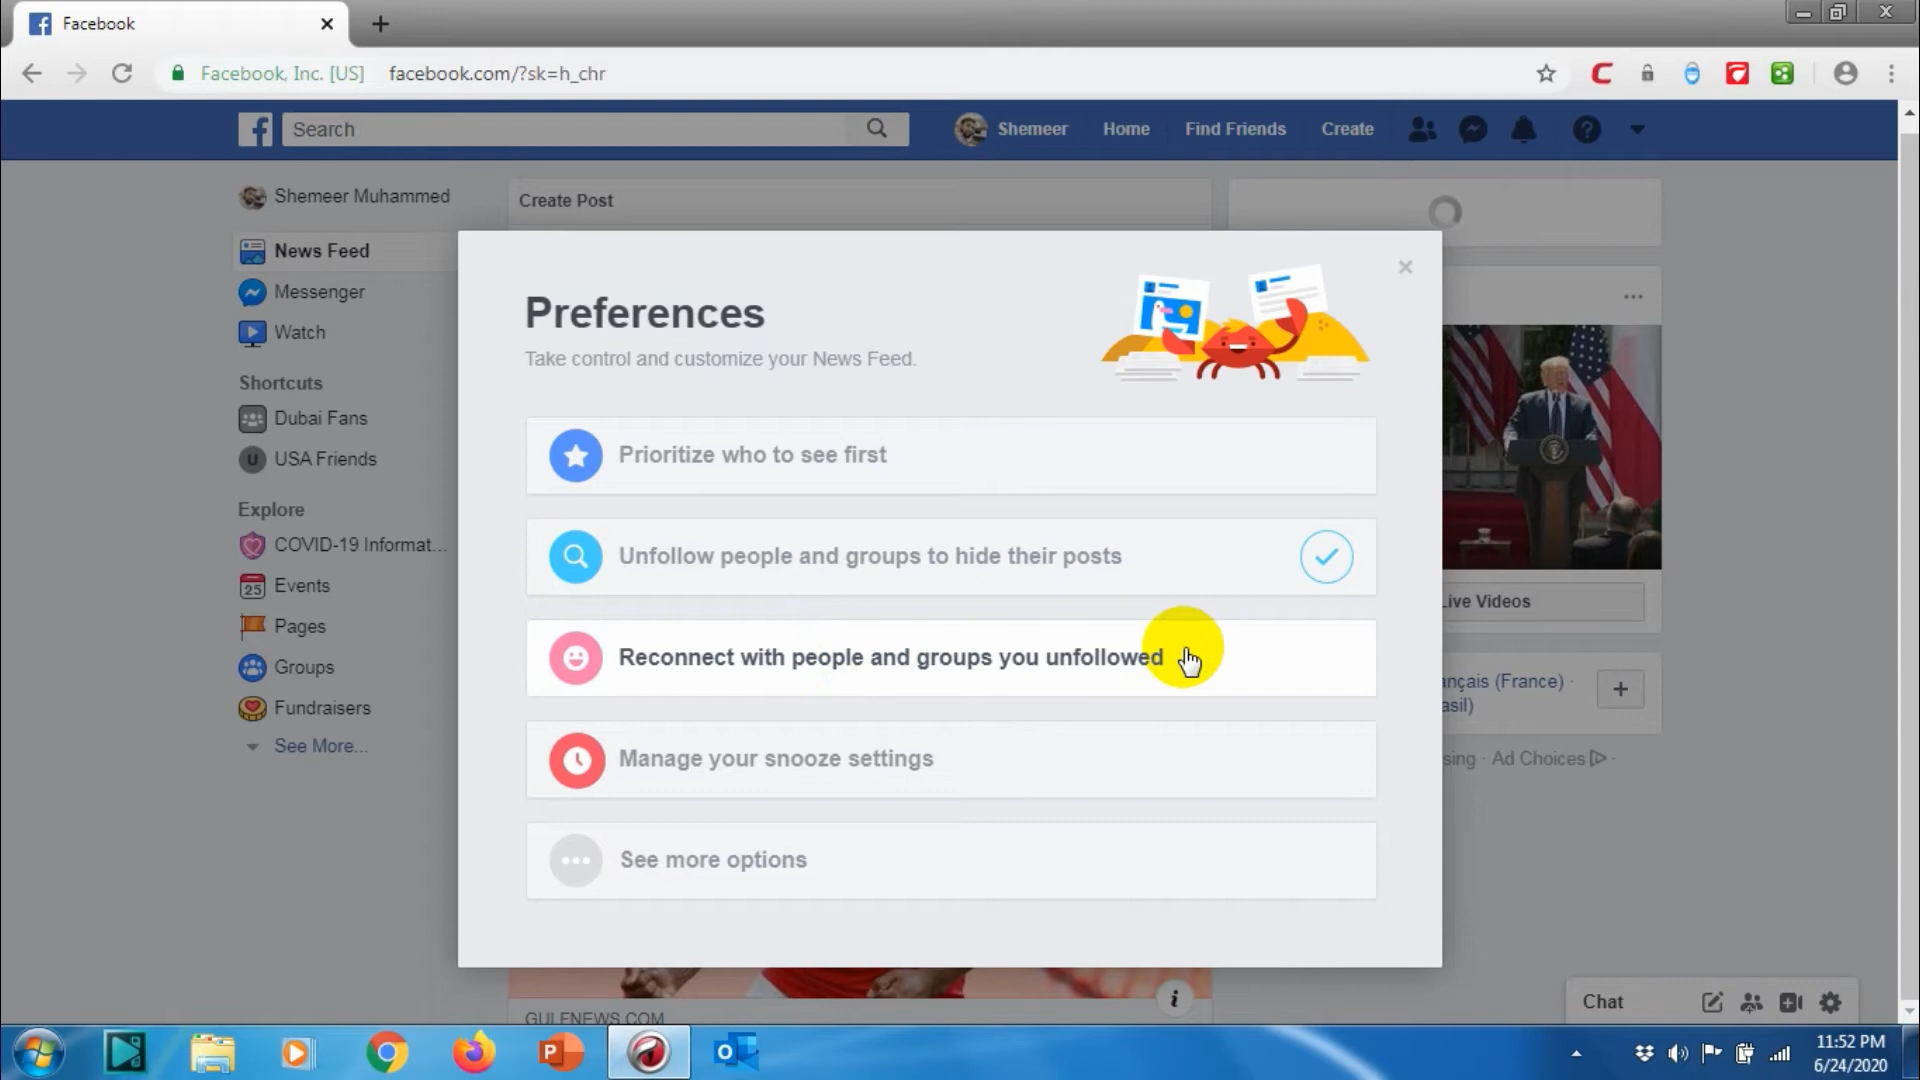 Facebook
Facebook, Inc. [US] facebook.com/?sk=h_chr
Search
Shemeer Home Find Friends Create
Shemeer Muhammed
News Feed
Messenger
Watch
Shortcuts
Dubai Fans
U USA Friends
Explore
COVID-19 Informat...
25 Events
Pages
Groups
Fundraisers
See More...
Create Post
Preferences
Take control and customize your News Feed.
Prioritize who to see first
Unfollow people and groups to hide their posts
Reconnect with people and groups you unfollowed
Manage your snooze settings
See more options
Live Videos
nçais (France) ·
asil)
sing · Ad Choices ·
GULFNEWS.COM
i
Chat
11:52 PM
6/24/2020